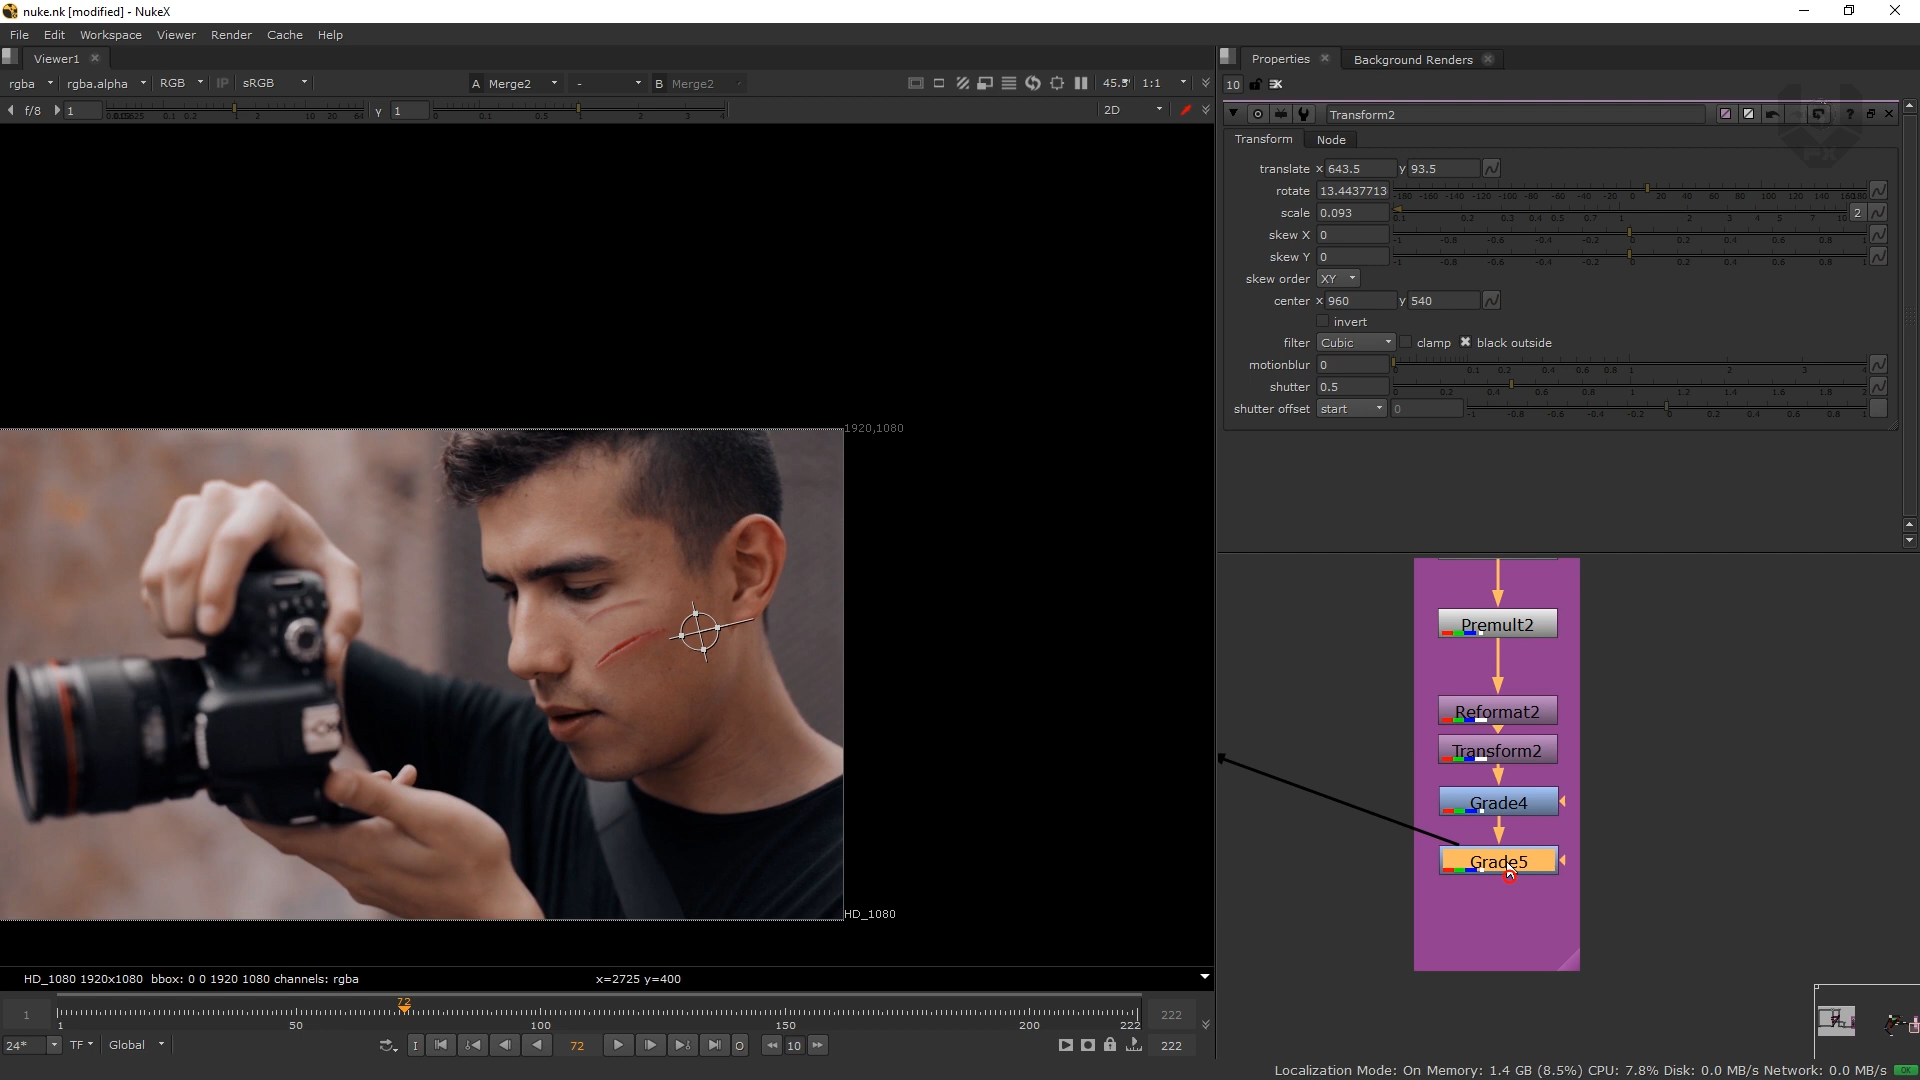 nuke.nk [modified] - NukeX
File Edit Workspace Viewer Render Cache Help
Viewer1
rgba rgba.alpha RGB IP sRGB A Merge2 - B Merge2 1:1
f/8 1 Y 1 2D
1920,1080
HD_1080
HD_1080 1920x1080 bbox: 0 0 1920 1080 channels: rgba x=2725 y=400
72
1 222
1 50 100 150 200 222
24* TF Global I 72 O 10 222
Properties Background Renders
10
Transform2
Transform Node
translate x 643.5 y 93.5
rotate 13.4437713
scale 0.093 2
skew X 0
skew Y 0
skew order XY
center x 960 y 540
invert
filter Cubic clamp black outside
motionblur 0
shutter 0.5
shutter offset start 0
Premult2
Reformat2
Transform2
Grade4
Grade5
Localization Mode: On Memory: 1.4 GB (8.5%) CPU: 7.8% Disk: 0.0 MB/s Network: 0.0 MB/s OK